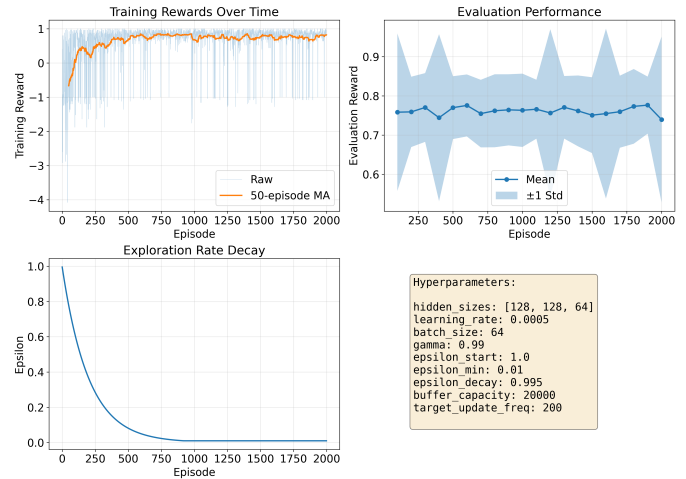 Training Rewards Over Time
1
0
−1
−2
−3
−4
Training Reward
Raw
50-episode MA
0 250 500 750 1000 1250 1500 1750 2000
Episode
Evaluation Performance
0.9
0.8
0.7
0.6
Evaluation Reward
Mean
±1 Std
0 250 500 750 1000 1250 1500 1750 2000
Episode
Exploration Rate Decay
1.0
0.8
0.6
0.4
0.2
0.0
Epsilon
0 250 500 750 1000 1250 1500 1750 2000
Episode
Hyperparameters:
hidden_sizes: [128, 128, 64]
learning_rate: 0.0005
batch_size: 64
gamma: 0.99
epsilon_start: 1.0
epsilon_min: 0.01
epsilon_decay: 0.995
buffer_capacity: 20000
target_update_freq: 200